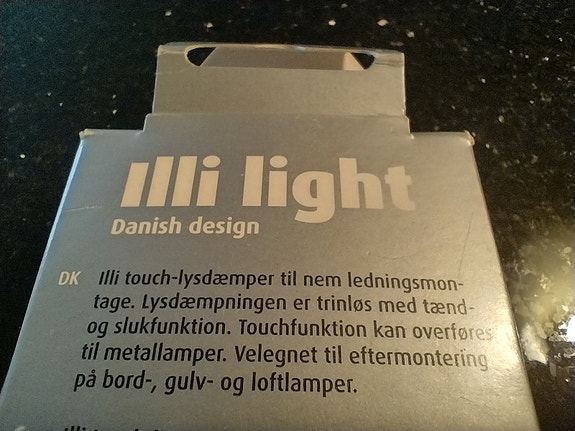 Illi light
Danish design
DK Illi touch-lysdæmper til nem ledningsmon-
tage. Lysdæmpningen er trinløs med tænd-
og slukfunktion. Touchfunktion kan overføres
til metallamper. Velegnet til eftermontering
på bord-, gulv- og loftlamper.